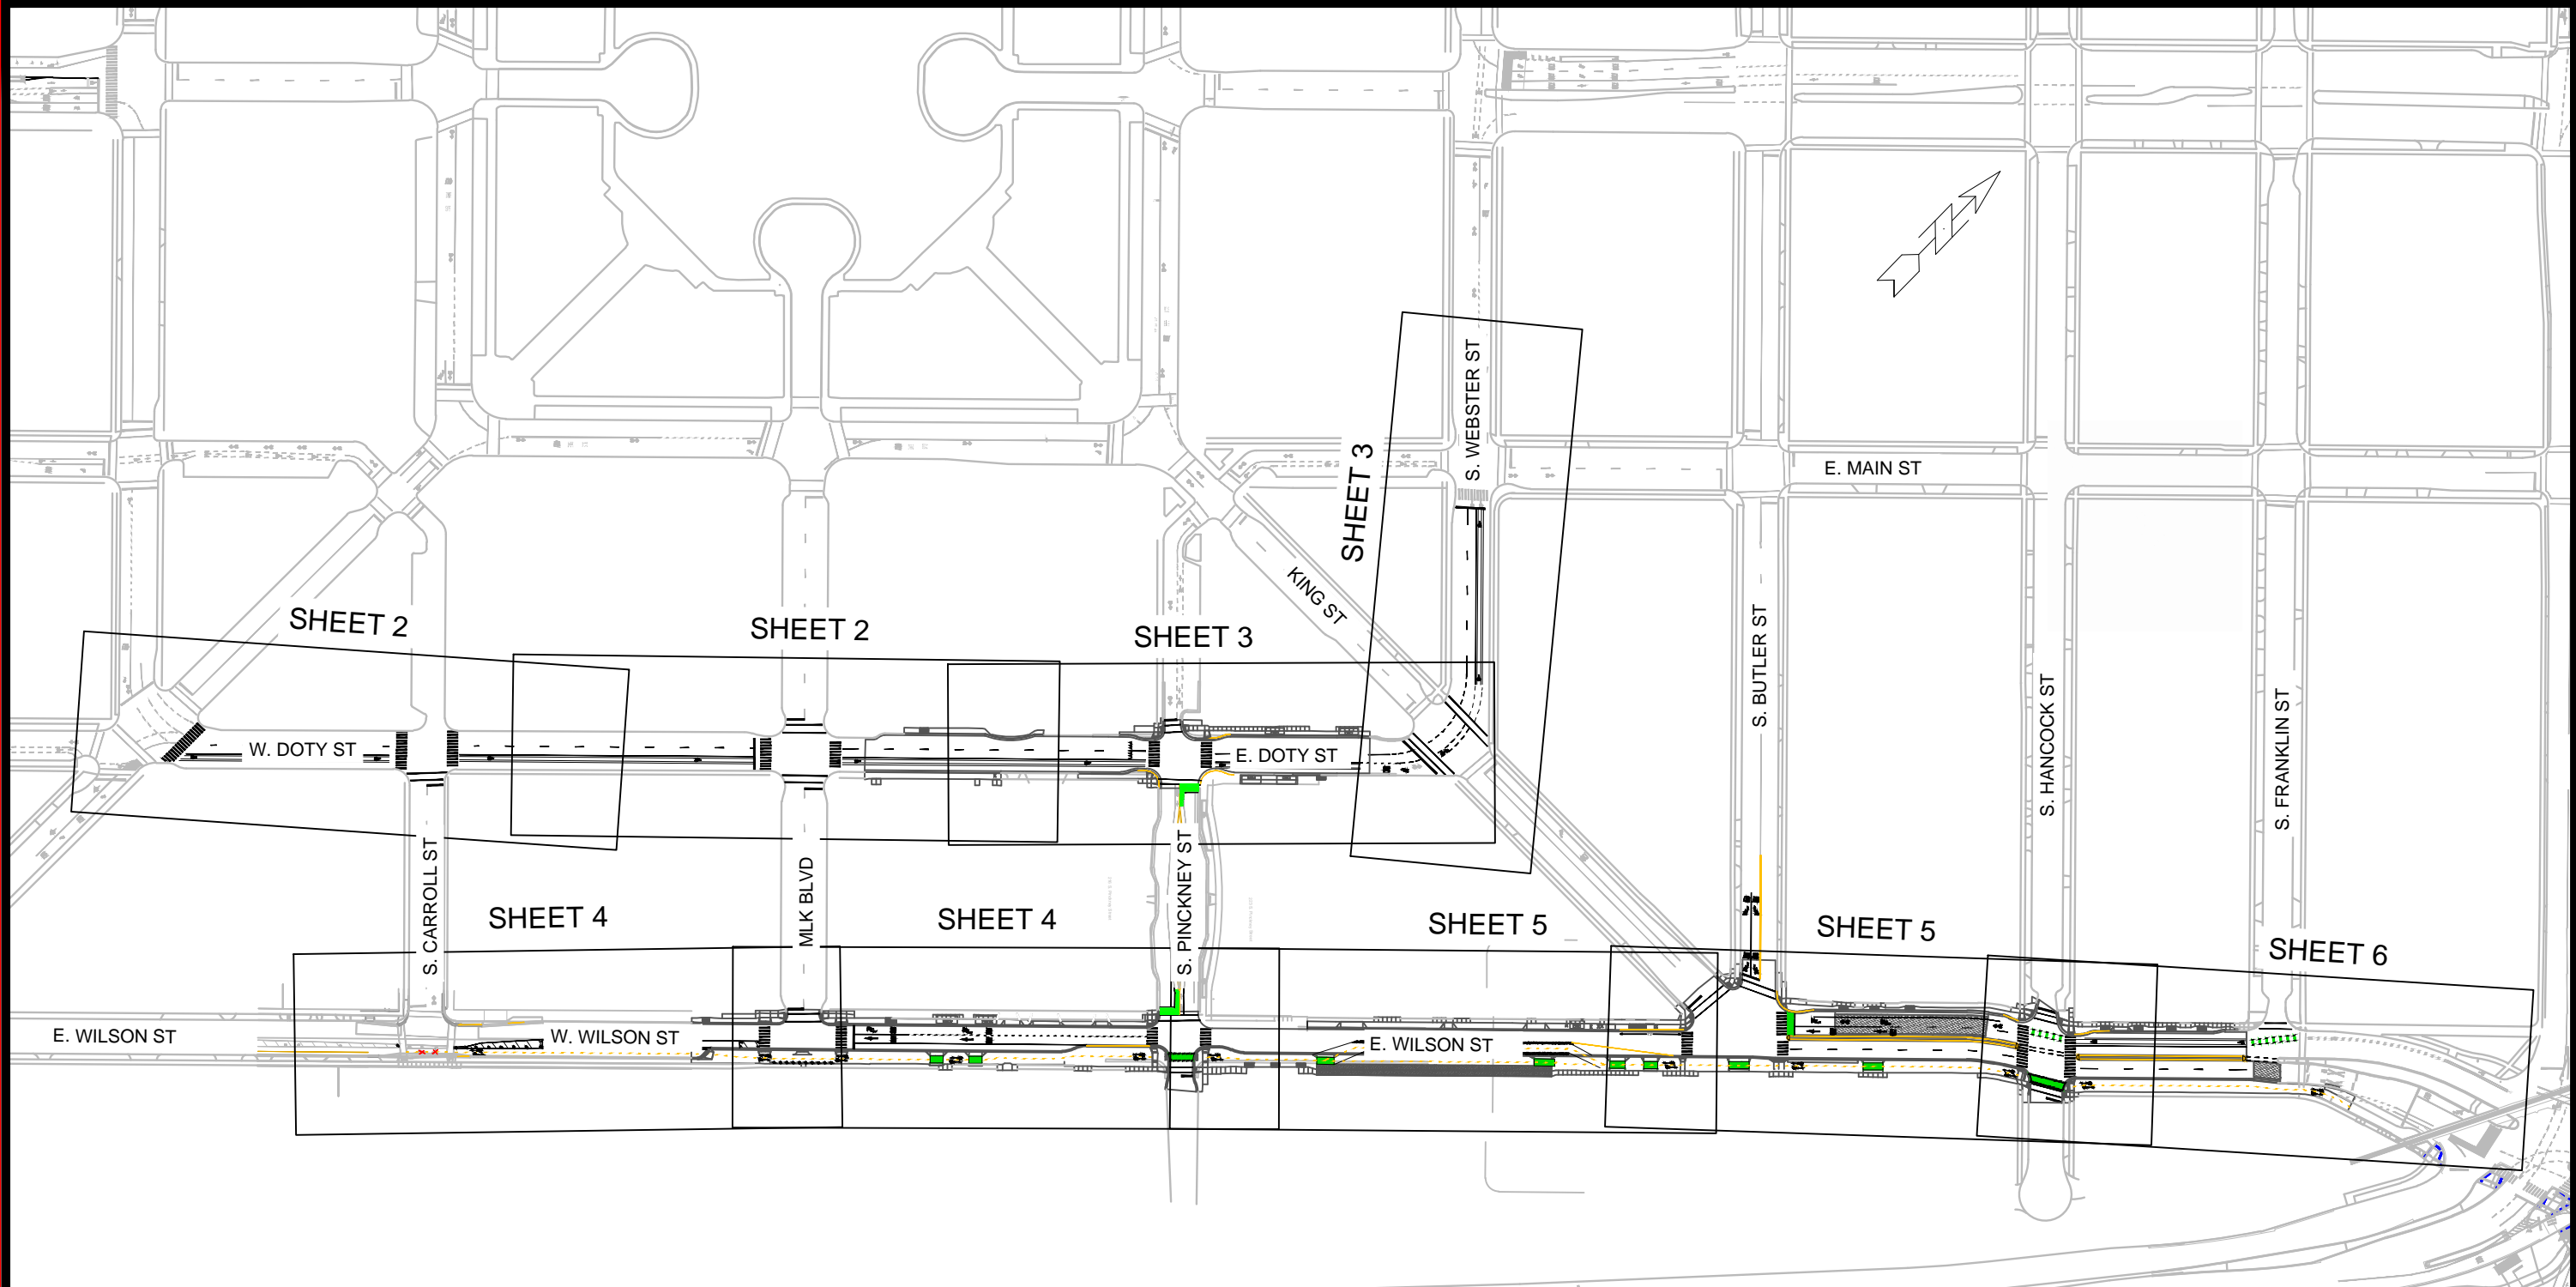 S. WEBSTER ST
E. MAIN ST
SHEET 3
KING ST
SHEET 2
SHEET 2
SHEET 3
S. BUTLER ST
S. HANCOCK ST
S. FRANKLIN ST
W. DOTY ST
E. DOTY ST
S. CARROLL ST
MLK BLVD
S. PINCKNEY ST
SHEET 4
SHEET 4
SHEET 5
SHEET 5
SHEET 6
E. WILSON ST
W. WILSON ST
E. WILSON ST